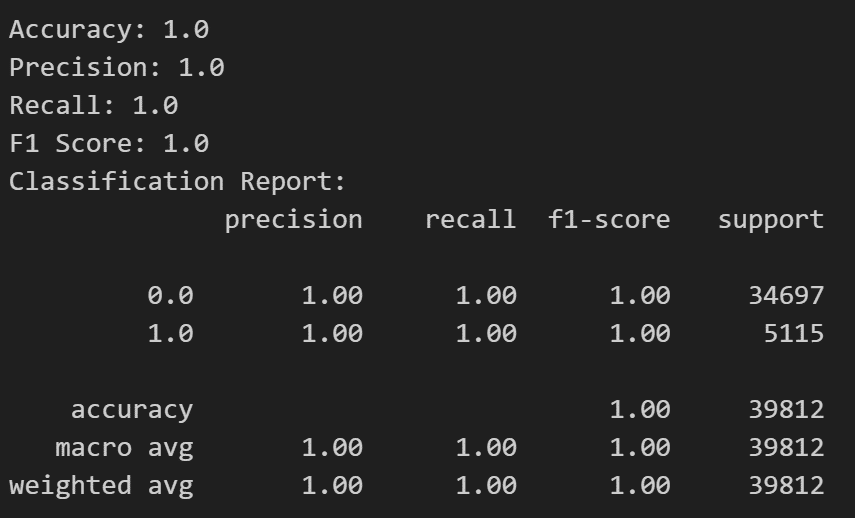 Accuracy: 1.0
Precision: 1.0
Recall: 1.0
F1 Score: 1.0
Classification Report:
precision recall f1-score support
0.0 1.00 1.00 1.00 34697
1.0 1.00 1.00 1.00 5115
accuracy 1.00 39812
macro avg 1.00 1.00 1.00 39812
weighted avg 1.00 1.00 1.00 39812